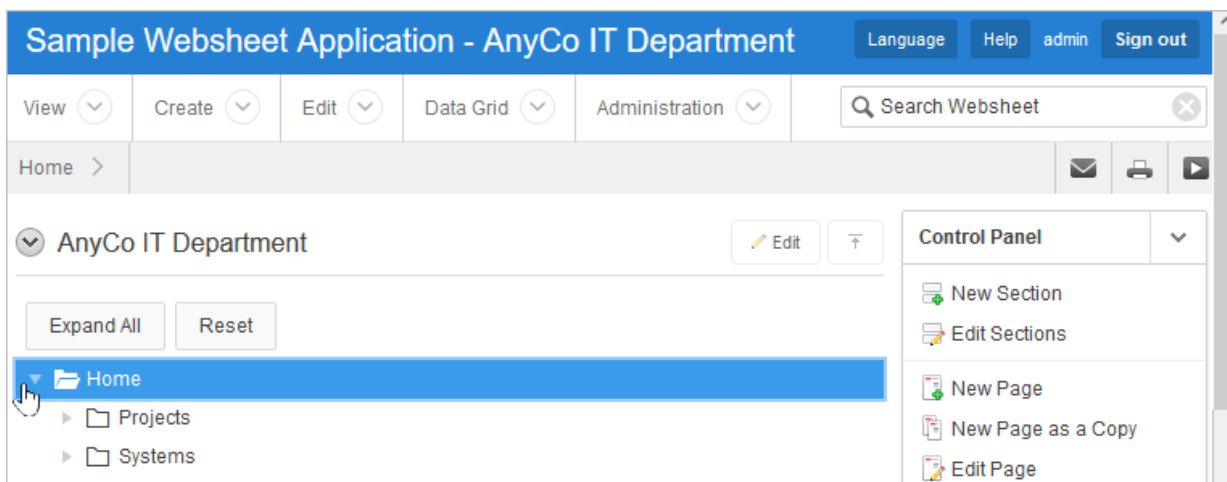 Sample Websheet Application - AnyCo IT Department Language Help admin Sign out
View Create Edit Data Grid Administration Search Websheet
Home
AnyCo IT Department Edit Control Panel
New Section
Expand All Reset
Edit Sections
Home
New Page
Projects
New Page as a Copy
Systems
Edit Page